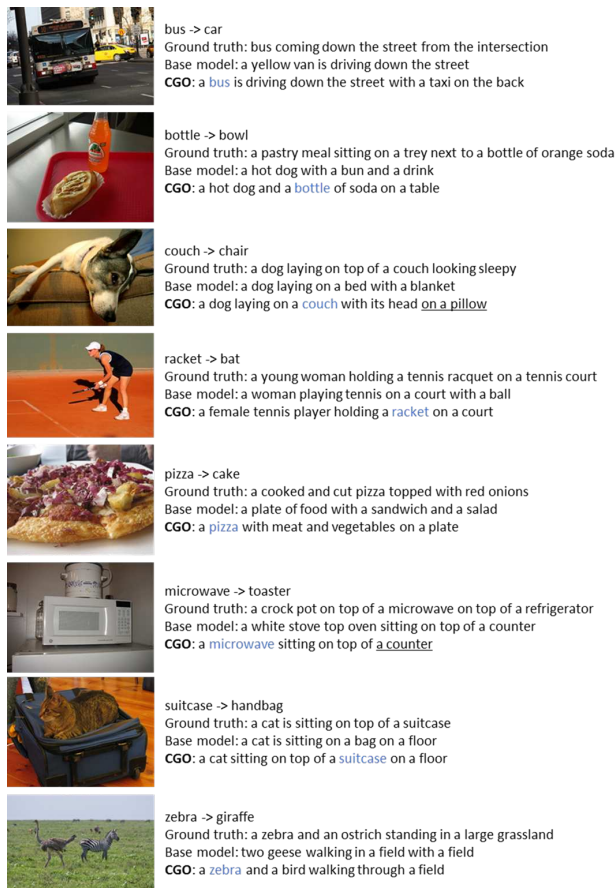 bus -> car
Ground truth: bus coming down the street from the intersection
Base model: a yellow van is driving down the street
CGO: a bus is driving down the street with a taxi on the back
bottle -> bowl
Ground truth: a pastry meal sitting on a trey next to a bottle of orange soda
Base model: a hot dog with a bun and a drink
CGO: a hot dog and a bottle of soda on a table
couch -> chair
Ground truth: a dog laying on top of a couch looking sleepy
Base model: a dog laying on a bed with a blanket
CGO: a dog laying on a couch with its head on a pillow
racket -> bat
Ground truth: a young woman holding a tennis racquet on a tennis court
Base model: a woman playing tennis on a court with a ball
CGO: a female tennis player holding a racket on a court
pizza -> cake
Ground truth: a cooked and cut pizza topped with red onions
Base model: a plate of food with a sandwich and a salad
CGO: a pizza with meat and vegetables on a plate
microwave -> toaster
Ground truth: a crock pot on top of a microwave on top of a refrigerator
Base model: a white stove top oven sitting on top of a counter
CGO: a microwave sitting on top of a counter
suitcase -> handbag
Ground truth: a cat is sitting on top of a suitcase
Base model: a cat is sitting on a bag on a floor
CGO: a cat sitting on top of a suitcase on a floor
zebra -> giraffe
Ground truth: a zebra and an ostrich standing in a large grassland
Base model: two geese walking in a field with a field
CGO: a zebra and a bird walking through a field